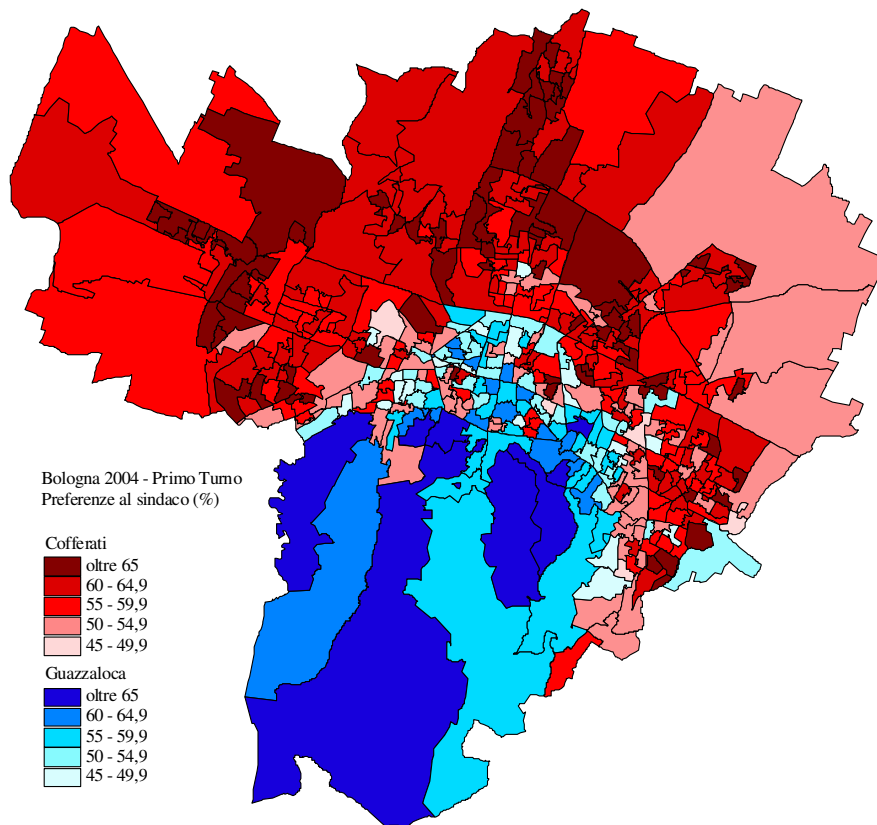 Bologna 2004 - Primo Turno
Preferenze al sindaco (%)
Cofferati
oltre 65
60 - 64,9
55 - 59,9
50 - 54,9
45 - 49,9
Guazzaloca
oltre 65
60 - 64,9
55 - 59,9
50 - 54,9
45 - 49,9